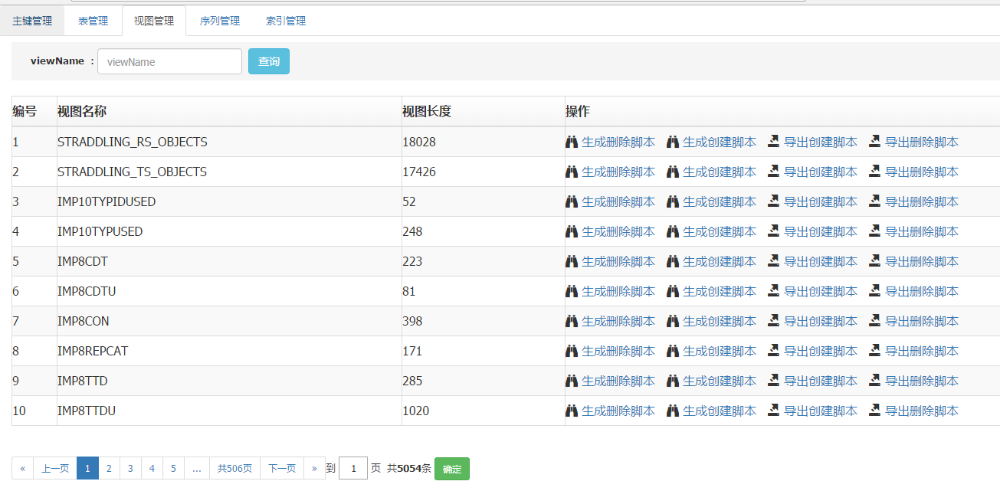 主键管理 表管理 视图管理 序列管理 索引管理
viewName : viewName 查询
编号 视图名称 视图长度 操作
1 STRADDLING_RS_OBJECTS 18028 生成删除脚本 生成创建脚本 导出创建脚本 导出删除脚本
2 STRADDLING_TS_OBJECTS 17426 生成删除脚本 生成创建脚本 导出创建脚本 导出删除脚本
3 IMP10TYPIDUSED 52 生成删除脚本 生成创建脚本 导出创建脚本 导出删除脚本
4 IMP10TYPUSED 248 生成删除脚本 生成创建脚本 导出创建脚本 导出删除脚本
5 IMP8CDT 223 生成删除脚本 生成创建脚本 导出创建脚本 导出删除脚本
6 IMP8CDTU 81 生成删除脚本 生成创建脚本 导出创建脚本 导出删除脚本
7 IMP8CON 398 生成删除脚本 生成创建脚本 导出创建脚本 导出删除脚本
8 IMP8REPCAT 171 生成删除脚本 生成创建脚本 导出创建脚本 导出删除脚本
9 IMP8TTD 285 生成删除脚本 生成创建脚本 导出创建脚本 导出删除脚本
10 IMP8TTDU 1020 生成删除脚本 生成创建脚本 导出创建脚本 导出删除脚本
« 上一页 1 2 3 4 5 ... 共506页 下一页 » 到 1 页 共5054条 确定